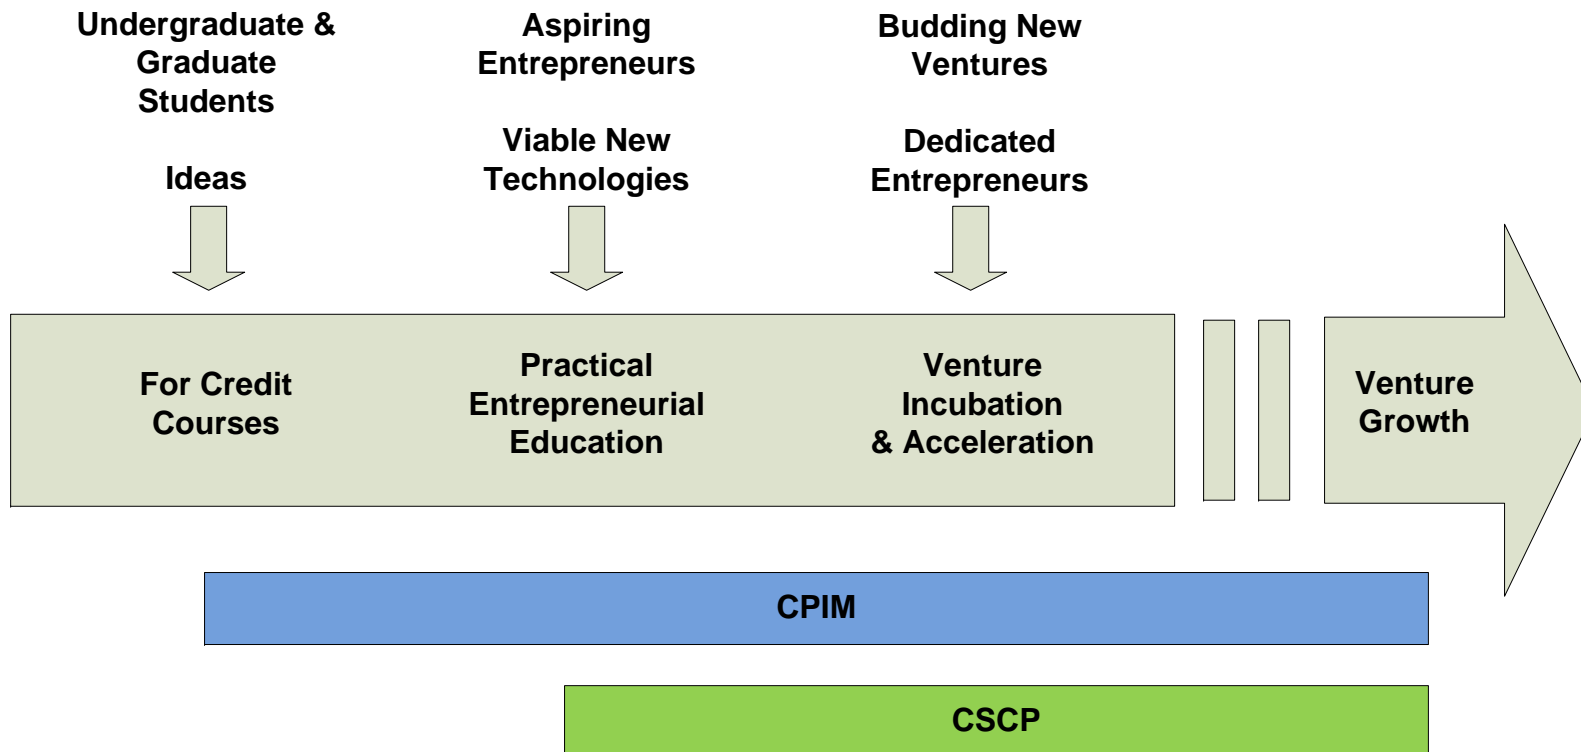 Undergraduate &
Graduate
Students
Ideas
Aspiring
Entrepreneurs
Viable New
Technologies
Budding New
Ventures
Dedicated
Entrepreneurs
For Credit
Courses
Practical
Entrepreneurial
Education
Venture
Incubation
& Acceleration
Venture
Growth
CPIM
CSCP